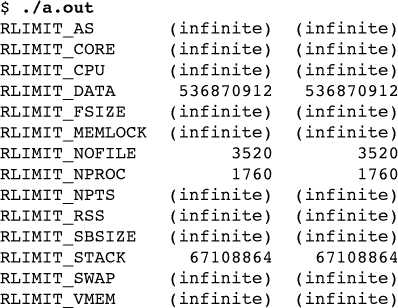 $ ./a.out
RLIMIT_AS (infinite) (infinite)
RLIMIT_CORE (infinite) (infinite)
RLIMIT_CPU (infinite) (infinite)
RLIMIT_DATA 536870912 536870912
RLIMIT_FSIZE (infinite) (infinite)
RLIMIT_MEMLOCK (infinite) (infinite)
RLIMIT_NOFILE 3520 3520
RLIMIT_NPROC 1760 1760
RLIMIT_NPTS (infinite) (infinite)
RLIMIT_RSS (infinite) (infinite)
RLIMIT_SBSIZE (infinite) (infinite)
RLIMIT_STACK 67108864 67108864
RLIMIT_SWAP (infinite) (infinite)
RLIMIT_VMEM (infinite) (infinite)